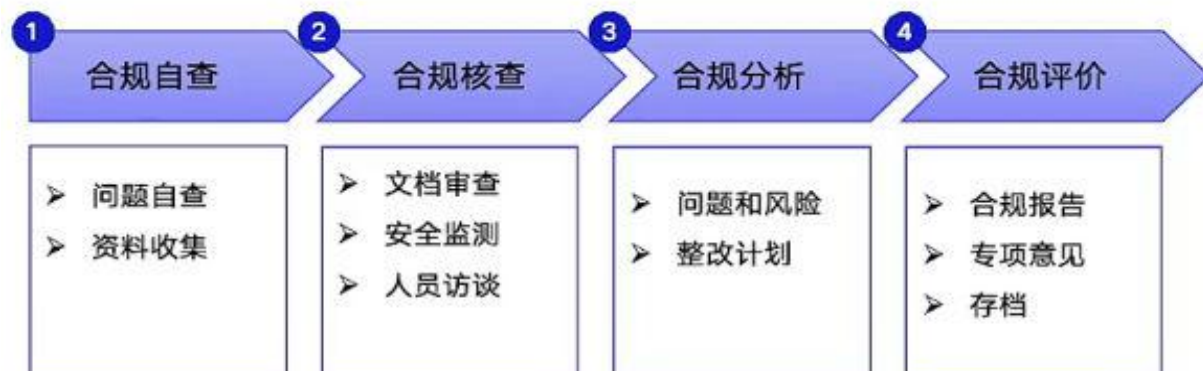 1
合规自查
2
合规核查
3
合规分析
4
合规评价
➢ 问题自查
➢ 资料收集
➢ 文档审查
➢ 安全监测
➢ 人员访谈
➢ 问题和风险
➢ 整改计划
➢ 合规报告
➢ 专项意见
➢ 存档